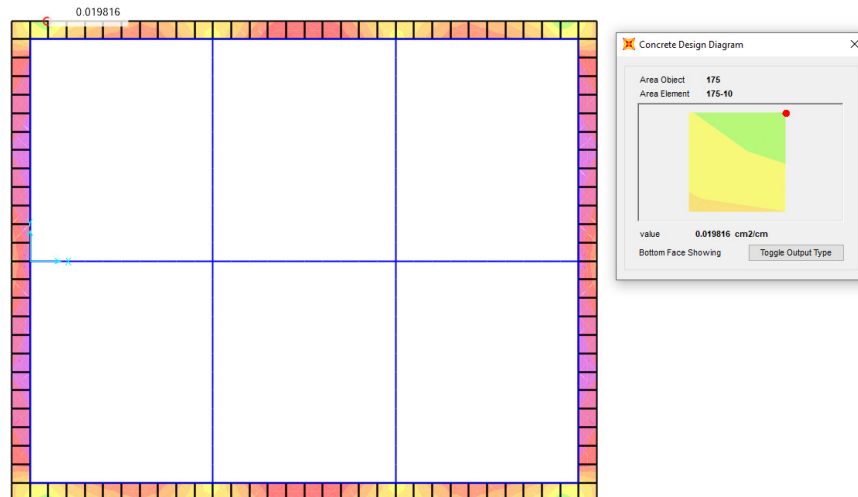 0.019816
Concrete Design Diagram
Area Object 175
Area Element 175-10
value 0.019816 cm2/cm
Bottom Face Showing Toggle Output Type
X